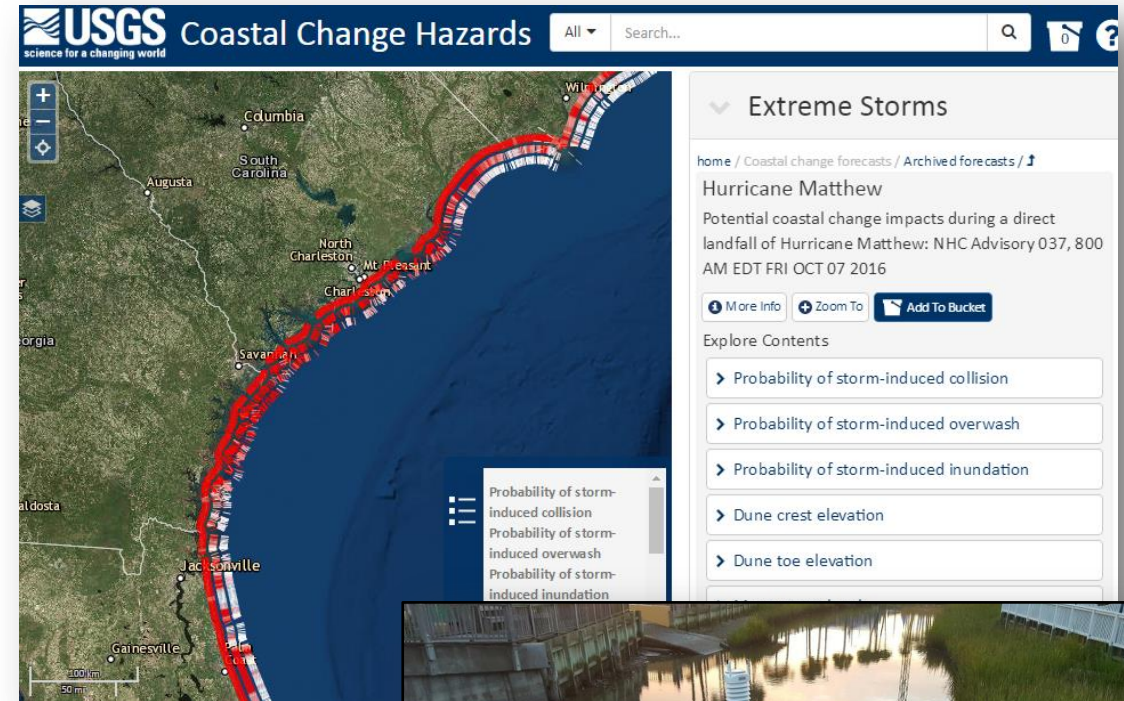 USGS
science for a changing world
Coastal Change Hazards
All
Search...
0
?
+
−
Columbia
South
Carolina
Augusta
North
Charleston
Mt Pleasant
Savannah
Jacksonville
Gainesville
100 km
50 mi
Probability of storm-
induced collision
Probability of storm-
induced overwash
Probability of storm-
induced inundation
Extreme Storms
home / Coastal change forecasts / Archived forecasts /
Hurricane Matthew
Potential coastal change impacts during a direct
landfall of Hurricane Matthew: NHC Advisory 037, 800
AM EDT FRI OCT 07 2016
More Info
Zoom To
Add To Bucket
Explore Contents
Probability of storm-induced collision
Probability of storm-induced overwash
Probability of storm-induced inundation
Dune crest elevation
Dune toe elevation